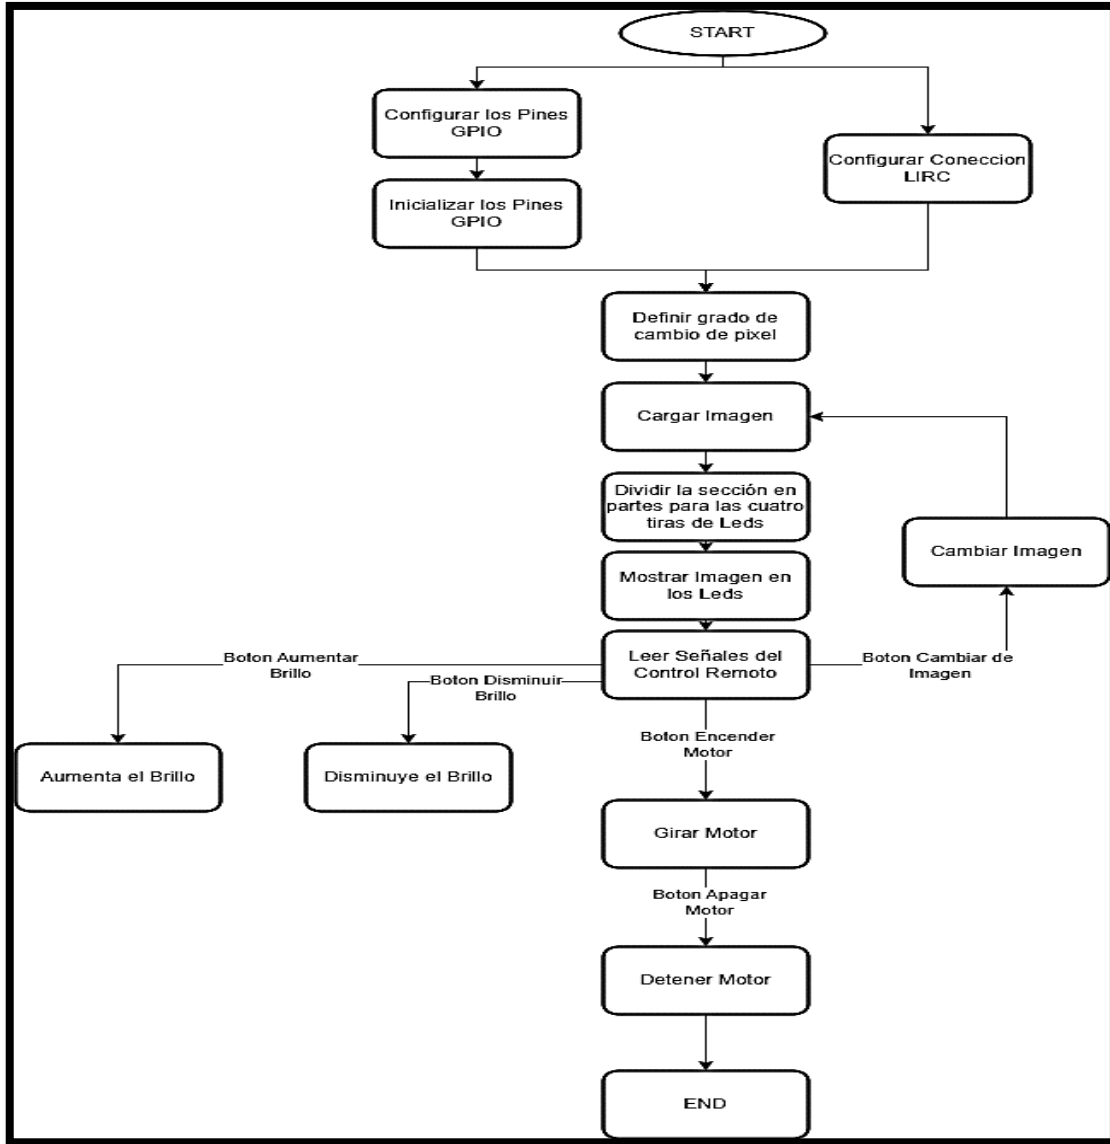 START
Configurar los Pines
GPIO
Configurar Coneccion
LIRC
Inicializar los Pines
GPIO
Definir grado de
cambio de pixel
Cargar Imagen
Dividir la sección en
partes para las cuatro
tiras de Leds
Cambiar Imagen
Mostrar Imagen en
los Leds
Leer Señales del
Control Remoto
Boton Aumentar
Brillo
Boton Disminuir
Brillo
Boton Cambiar de
Imagen
Boton Encender
Motor
Aumenta el Brillo
Disminuye el Brillo
Girar Motor
Boton Apagar
Motor
Detener Motor
END